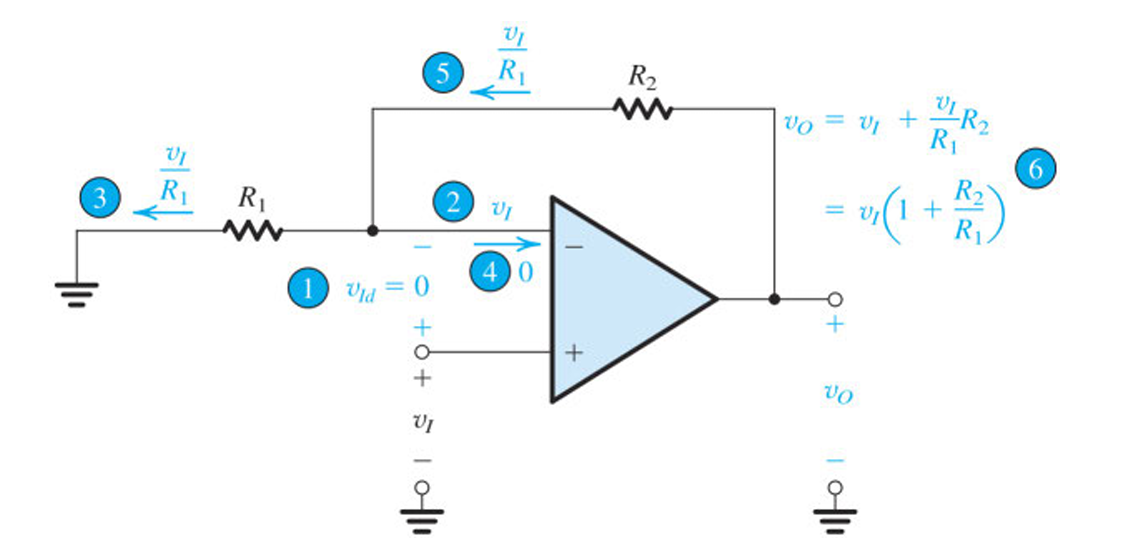 5 v_I/R_1
R_2
v_O = v_I + (v_I/R_1)R_2
6
= v_I(1 + R_2/R_1)
3 v_I/R_1
R_1
2 v_I
−
4 0
1 v_Id = 0
+
−
+
+
v_I
−
+
v_O
−